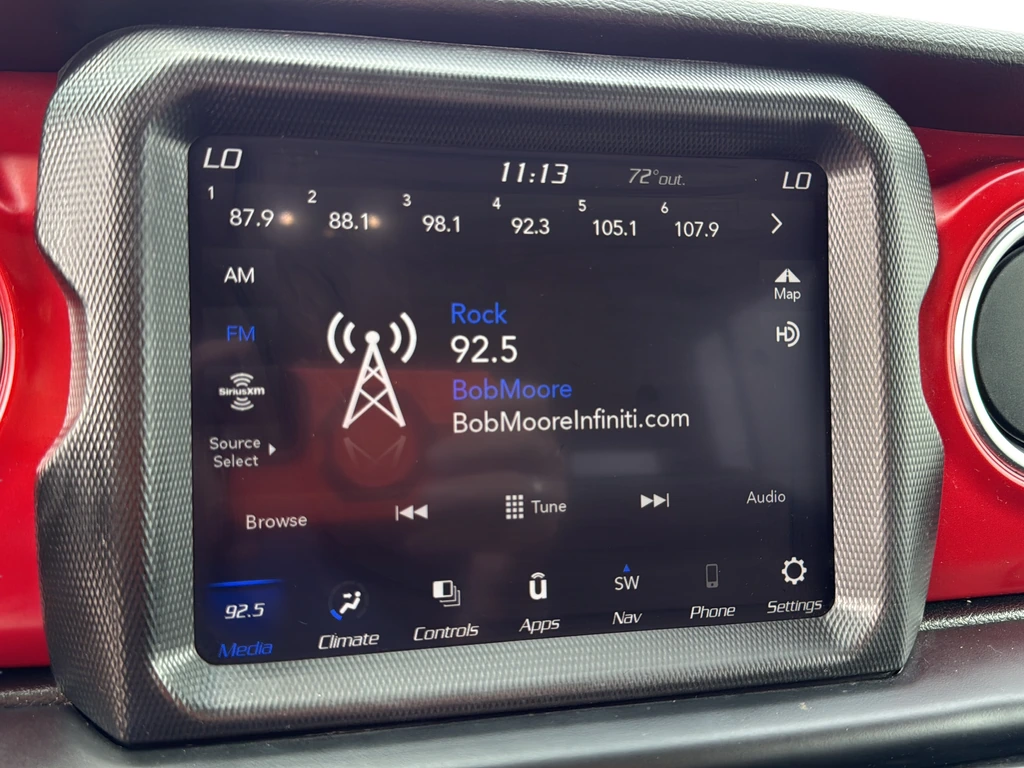 LO 11:13 72° out. LO
1 2 3 4 5 6
87.9 88.1 98.1 92.3 105.1 107.9
AM
Map
FM
Rock
HD
92.5
SiriusXM
BobMoore
BobMooreInfiniti.com
Source
Select
Browse
Tune
Audio
92.5
SW
Media
Climate
Controls
Apps
Nav
Phone
Settings